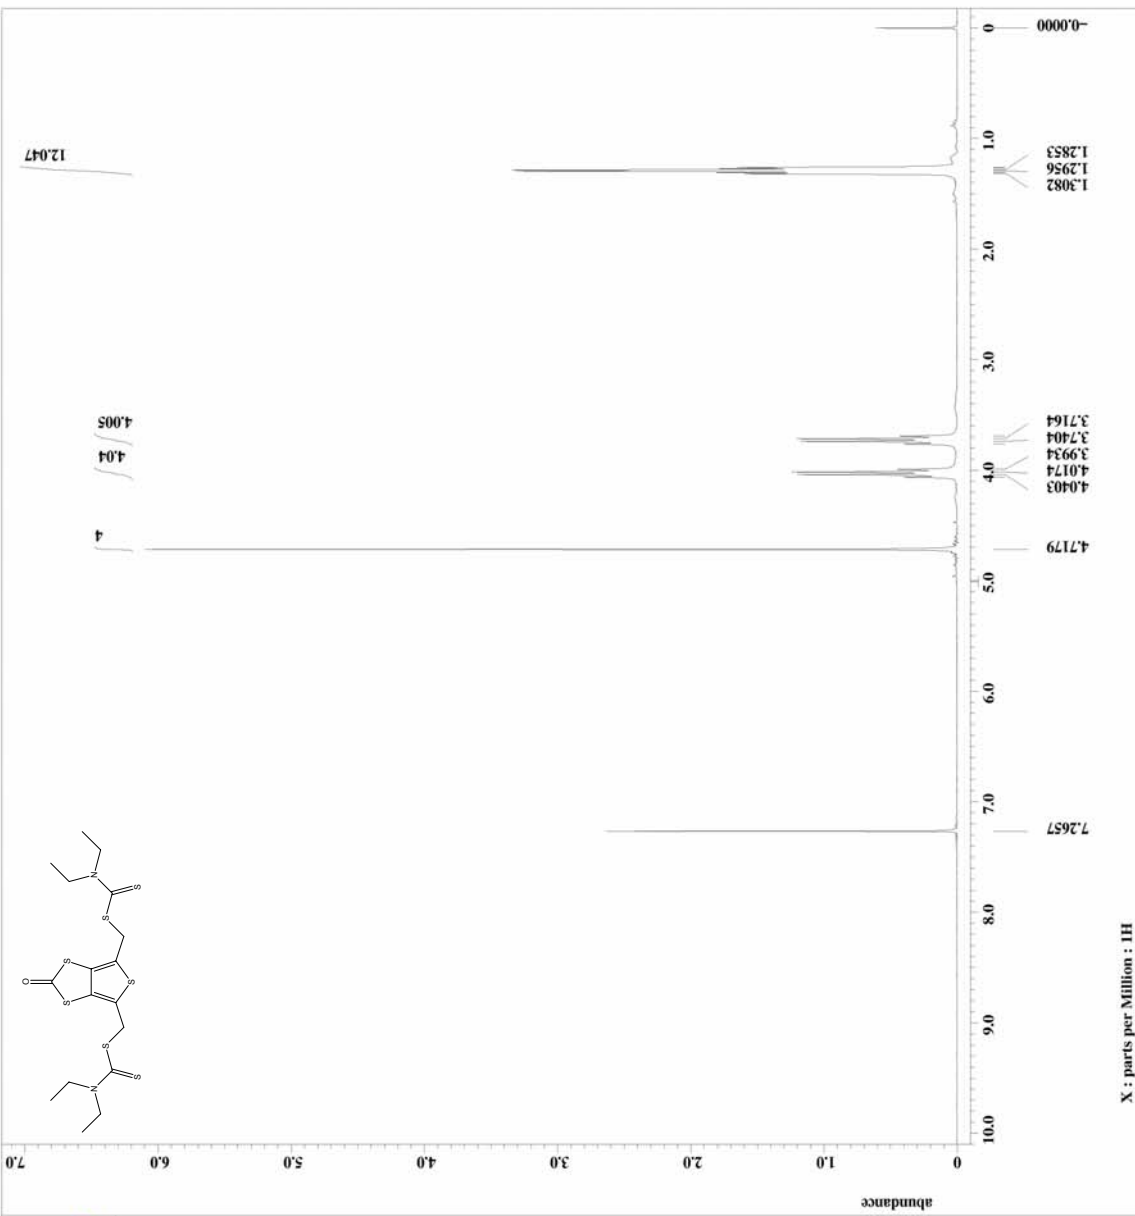 12.047
4.005
4.04
4
O
S
S
S
S
S
N
S
S
N
abundance
0
1.0
2.0
3.0
4.0
5.0
6.0
7.0
10.0
9.0
8.0
7.0
6.0
5.0
4.0
3.0
2.0
1.0
0
7.2657
4.7179
4.0403
4.0174
3.9934
3.7404
3.7164
1.3082
1.2956
1.2853
-0.0000
X : parts per Million : 1H